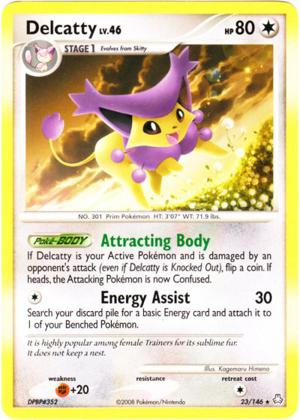 Delcatty LV.46 HP 80
STAGE 1 Evolves from Skitty
NO. 301 Prim Pokémon HT: 3'07" WT: 71.9 lbs.
Poké-BODY Attracting Body
If Delcatty is your Active Pokémon and is damaged by an
opponent's attack (even if Delcatty is Knocked Out), flip a coin. If
heads, the Attacking Pokémon is now Confused.
Energy Assist 30
Search your discard pile for a basic Energy card and attach it to
1 of your Benched Pokémon.
It is highly popular among female Trainers for its sublime fur.
It does not keep a nest.
Illus. Kagemaru Himeno
weakness resistance retreat cost
+20
DPBP#352 ©2008 Pokémon/Nintendo 23/146 ★